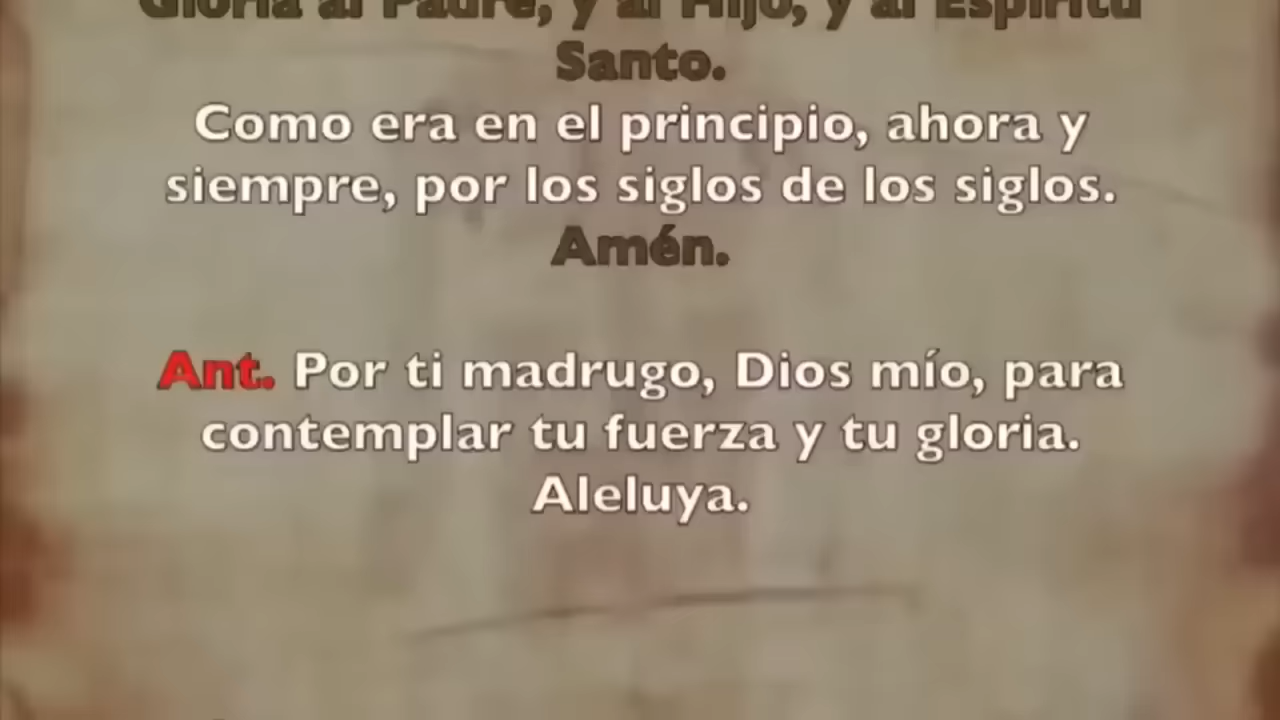 Gloria al Padre, y al Hijo, y al Espíritu
Santo.
Como era en el principio, ahora y
siempre, por los siglos de los siglos.
Amén.
Ant. Por ti madrugo, Dios mío, para
contemplar tu fuerza y tu gloria.
Aleluya.